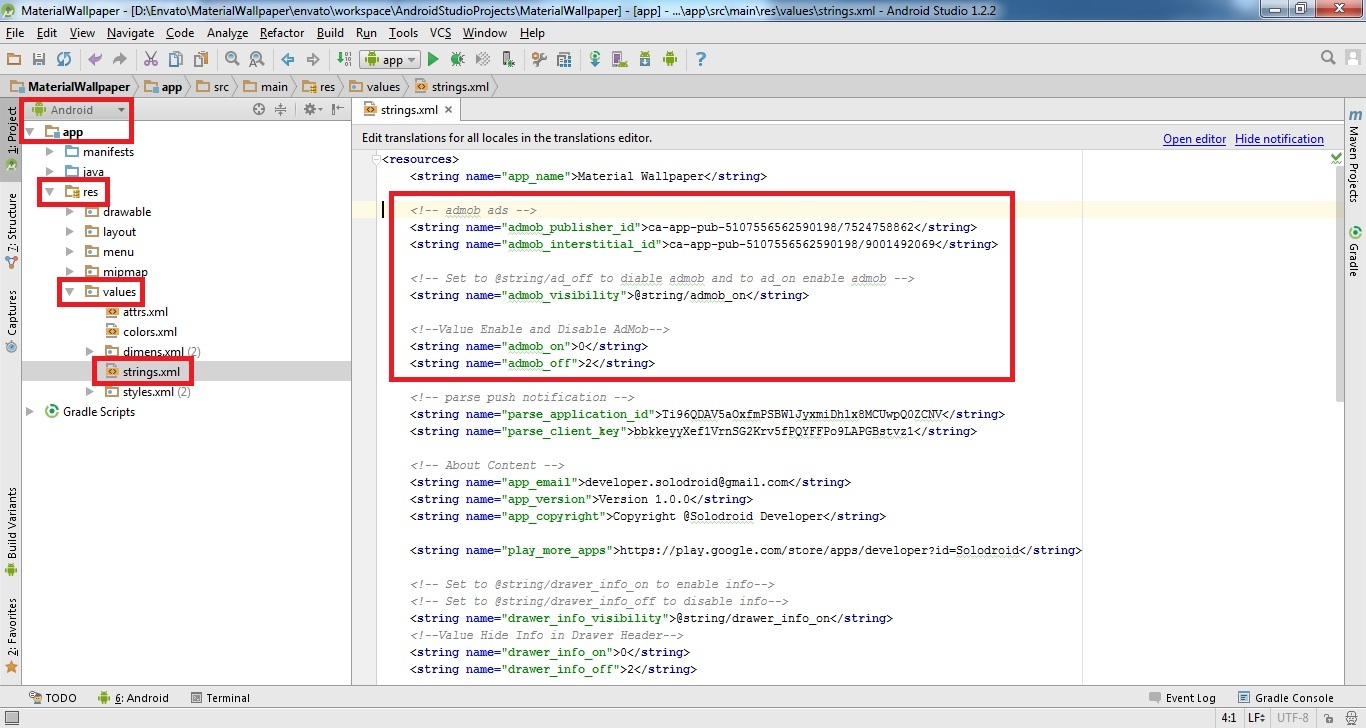 MaterialWallpaper - [D:\Envato\MaterialWallpaper\envato\workspace\AndroidStudioProjects\MaterialWallpaper] - [app] - ...\app\src\main\res\values\strings.xml - Android Studio 1.2.2
File Edit View Navigate Code Analyze Refactor Build Run Tools VCS Window Help
app
MaterialWallpaper app src main res values strings.xml
1: Project
7: Structure
Captures
Build Variants
2: Favorites
Android
app
manifests
java
res
drawable
layout
menu
mipmap
values
attrs.xml
colors.xml
dimens.xml (2)
strings.xml
styles.xml (2)
Gradle Scripts
strings.xml
Edit translations for all locales in the translations editor. Open editor Hide notification
<resources>
<string name="app_name">Material Wallpaper</string>
<!-- admob ads -->
<string name="admob_publisher_id">ca-app-pub-5107556562590198/7524758862</string>
<string name="admob_interstitial_id">ca-app-pub-5107556562590198/9001492069</string>
<!-- Set to @string/ad_off to diable admob and to ad_on enable admob -->
<string name="admob_visibility">@string/admob_on</string>
<!--Value Enable and Disable AdMob-->
<string name="admob_on">0</string>
<string name="admob_off">2</string>
<!-- parse push notification -->
<string name="parse_application_id">Ti96QDAV5aOxfmPSBWlJyxmiDhlx8MCUwpQ0ZCNV</string>
<string name="parse_client_key">bbkkeyyXef1VrnSG2Krv5fPQYFFPo9LAPGBstvz1</string>
<!-- About Content -->
<string name="app_email">developer.solodroid@gmail.com</string>
<string name="app_version">Version 1.0.0</string>
<string name="app_copyright">Copyright @Solodroid Developer</string>
<string name="play_more_apps">https://play.google.com/store/apps/developer?id=Solodroid</string>
<!-- Set to @string/drawer_info_on to enable info-->
<!-- Set to @string/drawer_info_off to disable info-->
<string name="drawer_info_visibility">@string/drawer_info_on</string>
<!--Value Hide Info in Drawer Header-->
<string name="drawer_info_on">0</string>
<string name="drawer_info_off">2</string>
Maven Projects
Gradle
TODO 6: Android Terminal Event Log Gradle Console
4:1 LF UTF-8